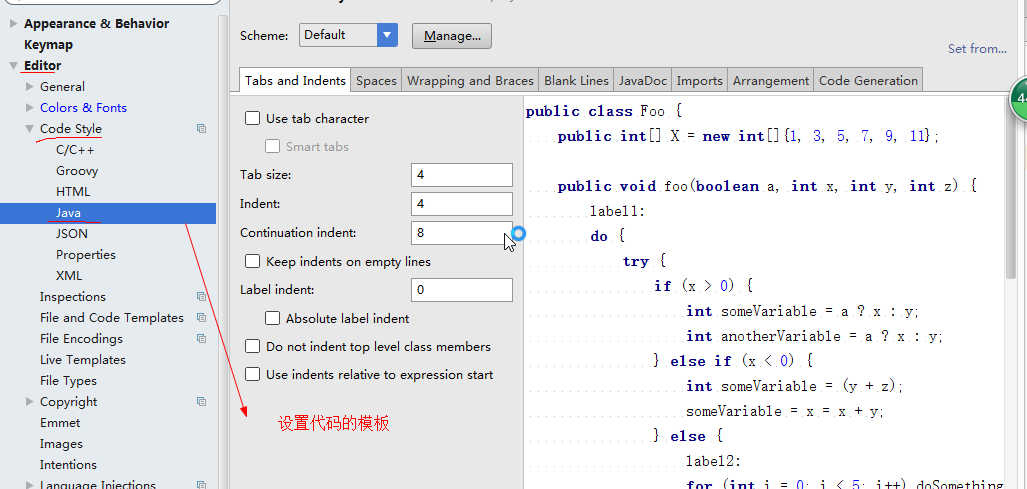 Appearance & Behavior
Keymap
Editor
General
Colors & Fonts
Code Style
C/C++
Groovy
HTML
Java
JSON
Properties
XML
Inspections
File and Code Templates
File Encodings
Live Templates
File Types
Copyright
Emmet
Images
Intentions
Language Injections
Scheme: Default Manage...
Set from...
Tabs and Indents Spaces Wrapping and Braces Blank Lines JavaDoc Imports Arrangement Code Generation
Use tab character
Smart tabs
Tab size: 4
Indent: 4
Continuation indent: 8
Keep indents on empty lines
Label indent: 0
Absolute label indent
Do not indent top level class members
Use indents relative to expression start
设置代码的模板
public class Foo {
public int[] X = new int[]{1, 3, 5, 7, 9, 11};
public void foo(boolean a, int x, int y, int z) {
label1:
do {
try {
if (x > 0) {
int someVariable = a ? x : y;
int anotherVariable = a ? x : y;
} else if (x < 0) {
int someVariable = (y + z);
someVariable = x = x + y;
} else {
label2:
for (int i = 0; i < 5; i++) doSomething